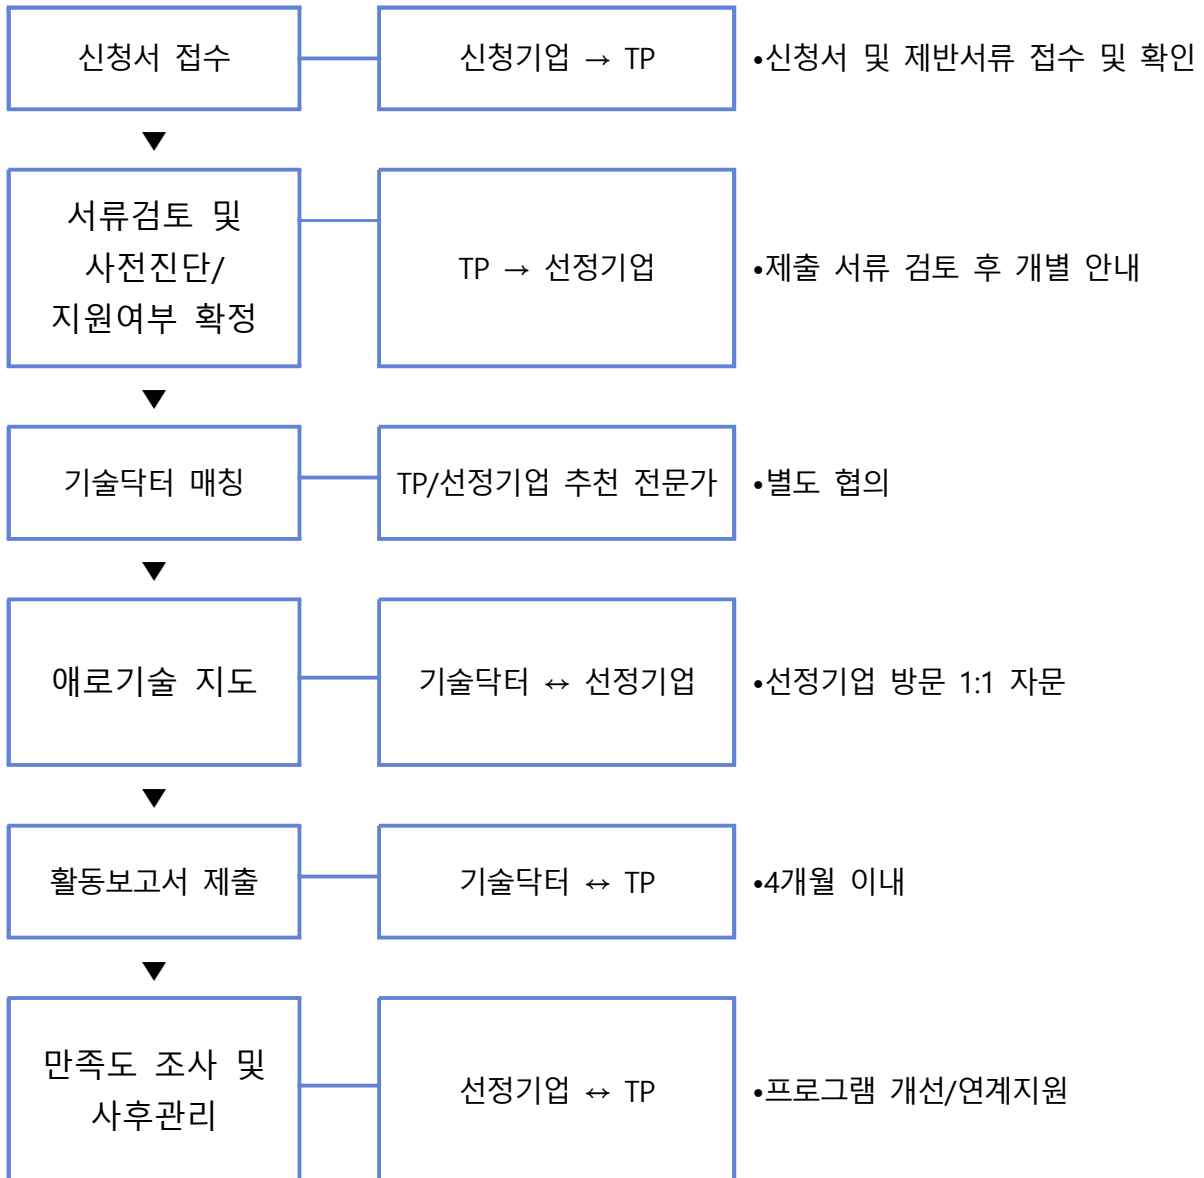 신청서 접수
신청기업 → TP
•신청서 및 제반서류 접수 및 확인
▼
서류검토 및
사전진단/
지원여부 확정
TP → 선정기업
•제출 서류 검토 후 개별 안내
▼
기술닥터 매칭
TP/선정기업 추천 전문가
•별도 협의
▼
애로기술 지도
기술닥터 ↔ 선정기업
•선정기업 방문 1:1 자문
▼
활동보고서 제출
기술닥터 ↔ TP
•4개월 이내
▼
만족도 조사 및
사후관리
선정기업 ↔ TP
•프로그램 개선/연계지원